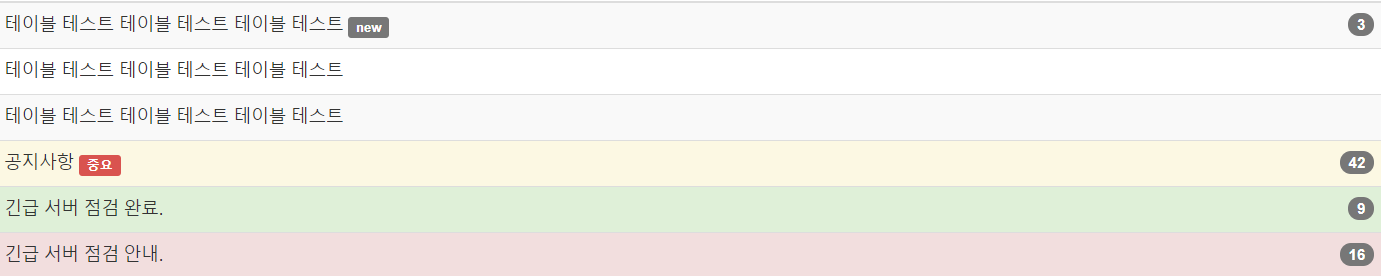 테이블 테스트 테이블 테스트 테이블 테스트 new 3
테이블 테스트 테이블 테스트 테이블 테스트
테이블 테스트 테이블 테스트 테이블 테스트
공지사항 중요 42
긴급 서버 점검 완료. 9
긴급 서버 점검 안내. 16